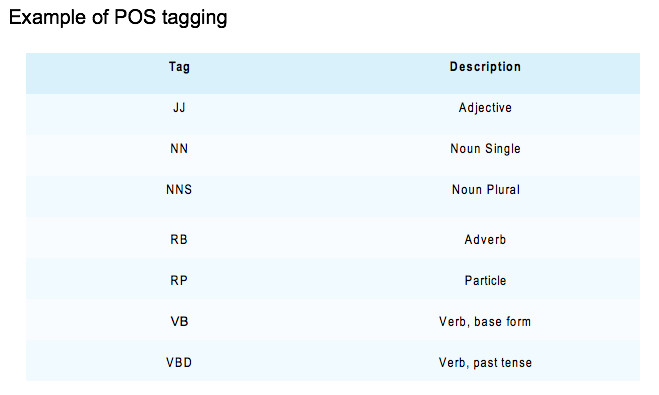 Example of POS tagging
Tag Description
JJ Adjective
NN Noun Single
NNS Noun Plural
RB Adverb
RP Particle
VB Verb, base form
VBD Verb, past tense